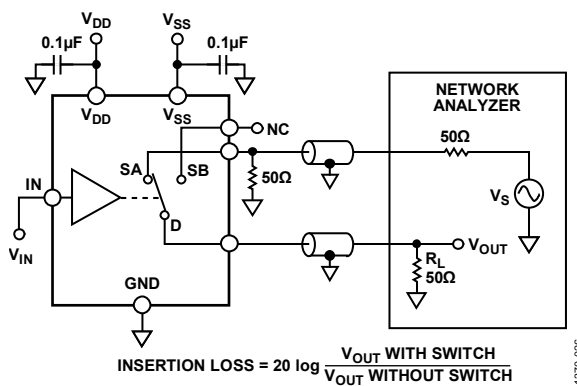 VDD
VSS
0.1µF
0.1µF
VDD
VSS
NC
SA
SB
IN
D
VIN
GND
50Ω
NETWORK
ANALYZER
50Ω
VS
VOUT
RL
50Ω
INSERTION LOSS = 20 log VOUT WITH SWITCH
VOUT WITHOUT SWITCH